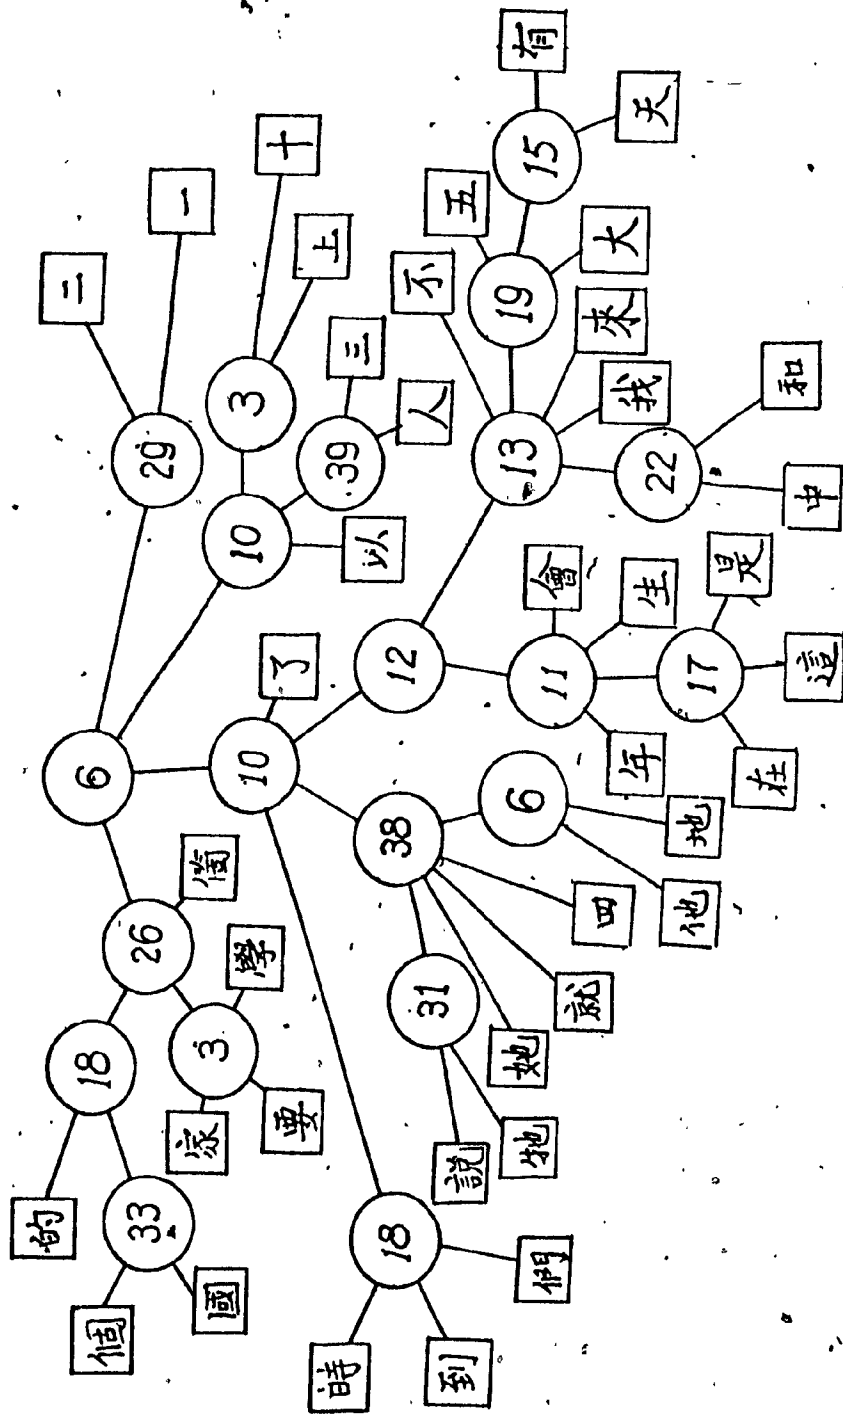 有
天
十
15
一
五
二
上
不
大
19
3
三
來
和
人
我
29
39
13
22
中
10
以
會
是
生
了
12
11
17
這
6
10
年
在
6
地
38
箇
他
四
26
學
31
就
3
18
她
要
家
牠
說
的
33
18
們
國
個
時
到